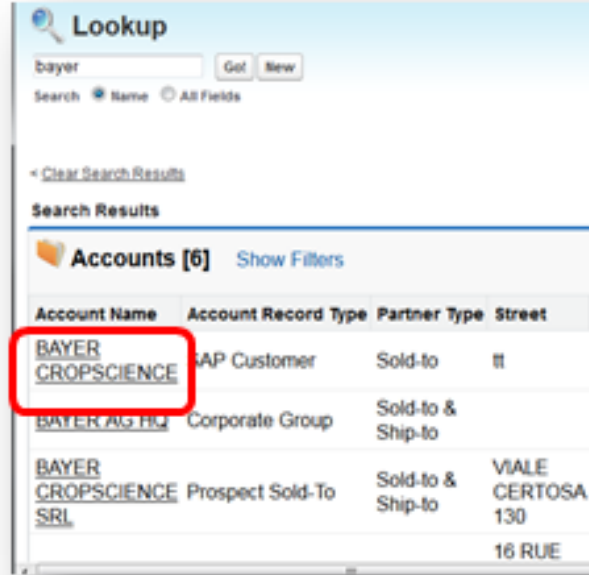 Lookup
bayer Go! New
Search Name All Fields
< Clear Search Results
Search Results
Accounts [6] Show Filters
Account Name Account Record Type Partner Type Street
BAYER
CROPSCIENCE SAP Customer Sold-to tt
BAYER AG HQ Corporate Group Sold-to &
Ship-to
BAYER
CROPSCIENCE
SRL Prospect Sold-To Sold-to &
Ship-to VIALE
CERTOSA
130
16 RUE